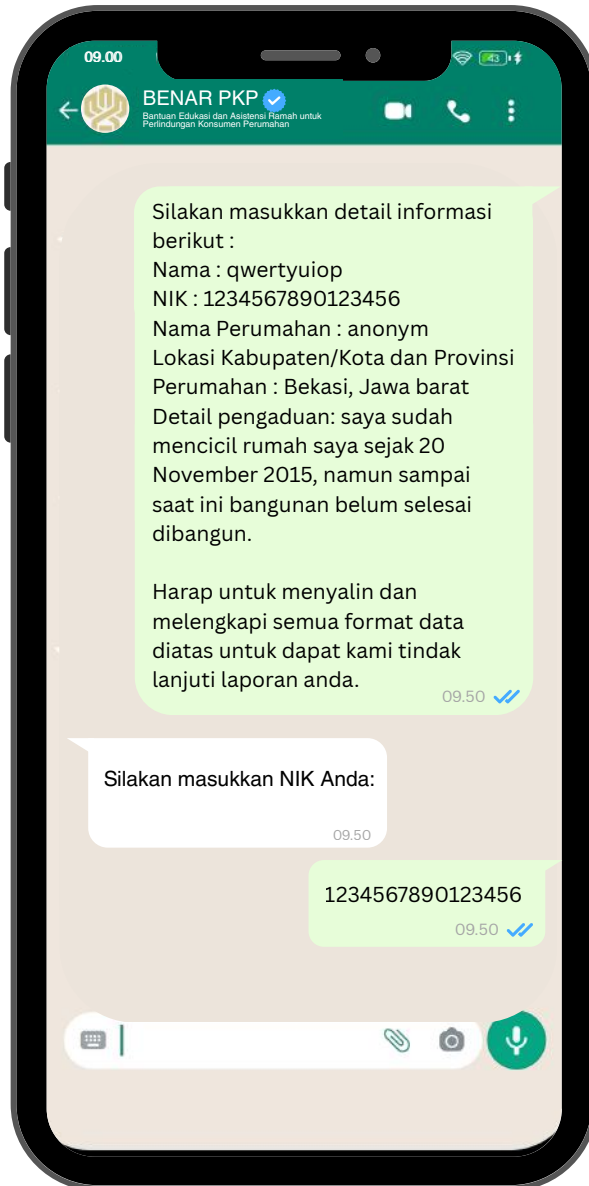 09.00
43
BENAR PKP
Bantuan Edukasi dan Asistensi Ramah untuk
Perlindungan Konsumen Perumahan
Silakan masukkan detail informasi
berikut :
Nama : qwertyuiop
NIK : 1234567890123456
Nama Perumahan : anonym
Lokasi Kabupaten/Kota dan Provinsi
Perumahan : Bekasi, Jawa barat
Detail pengaduan: saya sudah
mencicil rumah saya sejak 20
November 2015, namun sampai
saat ini bangunan belum selesai
dibangun.
Harap untuk menyalin dan
melengkapi semua format data
diatas untuk dapat kami tindak
lanjuti laporan anda.
09.50
Silakan masukkan NIK Anda:
09.50
1234567890123456
09.50